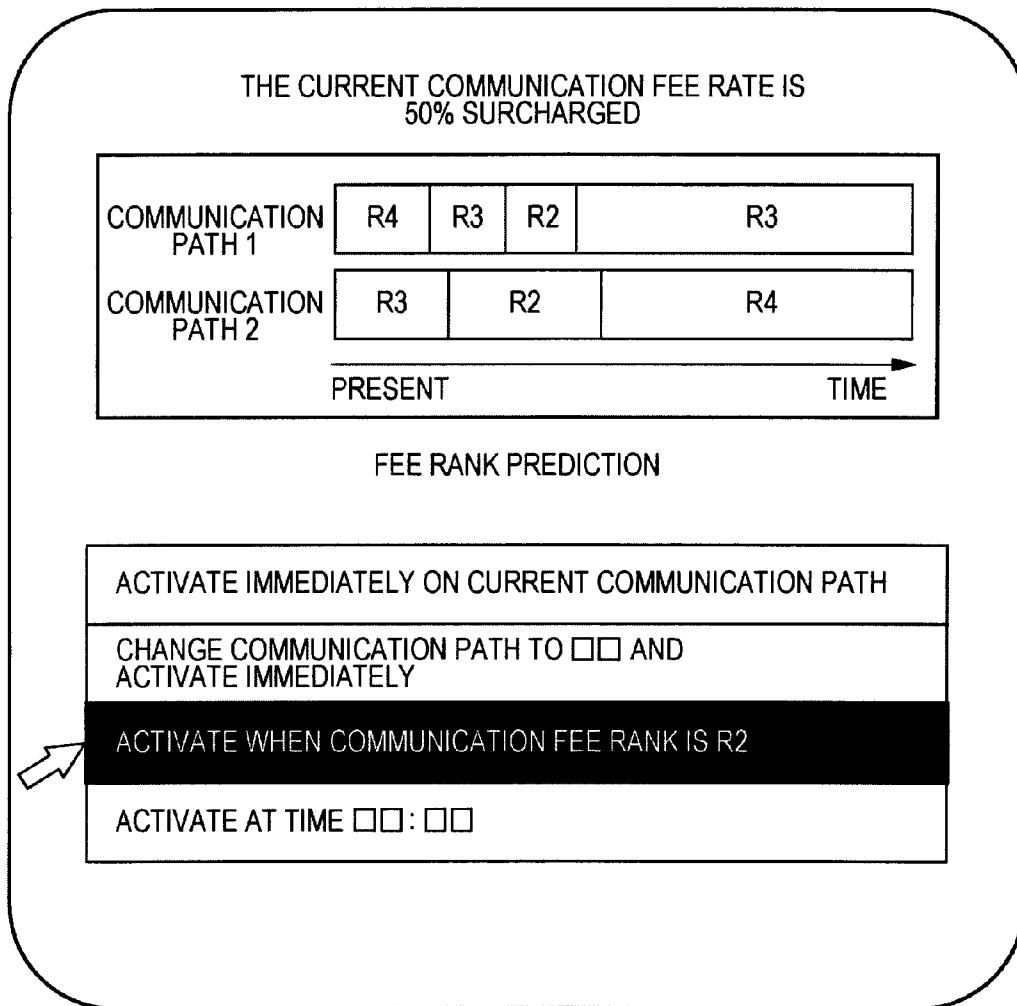 THE CURRENT COMMUNICATION FEE RATE IS
50% SURCHARGED
COMMUNICATION
PATH 1
R4
R3
R2
R3
COMMUNICATION
PATH 2
R3
R2
R4
PRESENT
TIME
FEE RANK PREDICTION
ACTIVATE IMMEDIATELY ON CURRENT COMMUNICATION PATH
CHANGE COMMUNICATION PATH TO □□ AND
ACTIVATE IMMEDIATELY
ACTIVATE WHEN COMMUNICATION FEE RANK IS R2
ACTIVATE AT TIME □□:□□